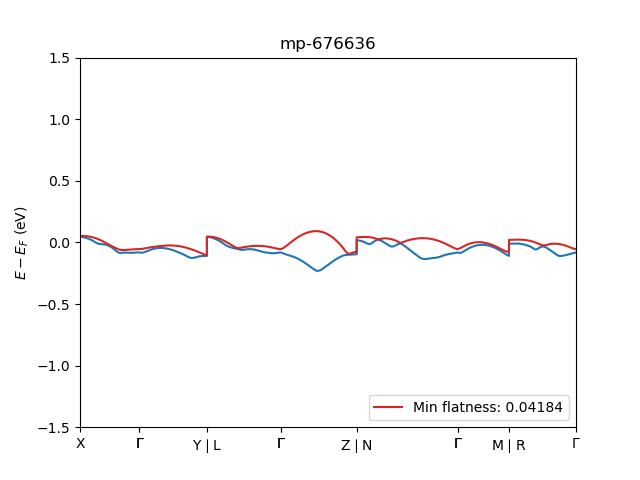 mp-676636
1.5
1.0
0.5
0.0
−0.5
−1.0
−1.5
E − E_F (eV)
Min flatness: 0.04184
X Γ Y | L Γ Z | N Γ M | R Γ